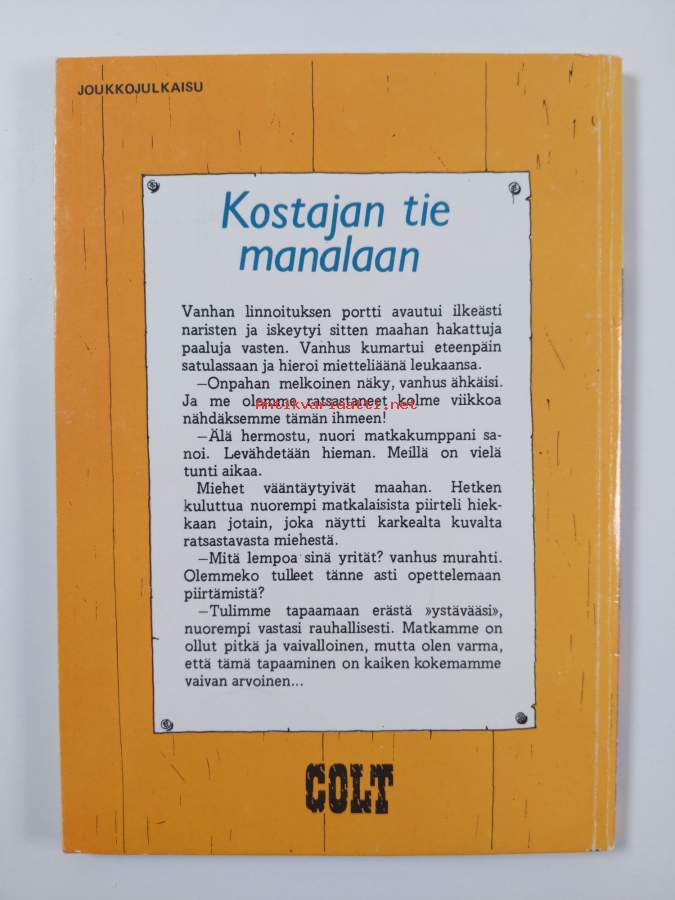 JOUKKOJULKAISU
Kostajan tie
manalaan
Vanhan linnoituksen portti avautui ilkeästi
naristen ja iskeytyi sitten maahan hakattuja
paaluja vasten. Vanhus kumartui eteenpäin
satulassaan ja hieroi mietteliäänä leukaansa.
—Onpahan melkoinen näky, vanhus ähkäisi.
Ja me olemme ratsastaneet kolme viikkoa
Antikvariaatti.net
nähdäksemme tämän ihmeen!
—Älä hermostu, nuori matkakumppani sa-
noi. Levähdetään hieman. Meillä on vielä
tunti aikaa.
Miehet vääntäytyivät maahan. Hetken
kuluttua nuorempi matkalaisista piirteli hiek-
kaan jotain, joka näytti karkealta kuvalta
ratsastavasta miehestä.
—Mitä lempoa sinä yrität? vanhus murahti.
Olemmeko tulleet tänne asti opettelemaan
piirtämistä?
—Tulimme tapaamaan erästä »ystävääsi»,
nuorempi vastasi rauhallisesti. Matkamme on
ollut pitkä ja vaivalloinen, mutta olen varma,
että tämä tapaaminen on kaiken kokemamme
vaivan arvoinen...
COLT